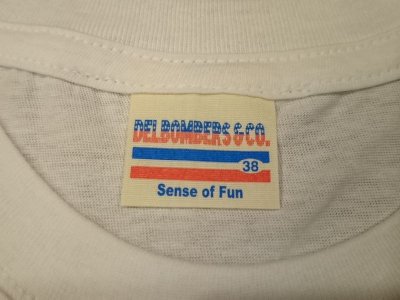 DELBOMBERS&CO.
38
Sense of Fun